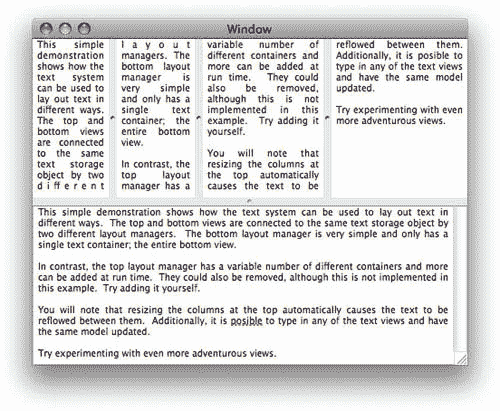 Window
This simple
demonstration
shows how the
text system
can be used to
lay out text in
different ways.
The top and
bottom views
are connected
to the same
text storage
object by two
different
layout
managers. The
bottom layout
manager is
very simple
and only has a
single text
container; the
entire bottom
view.
In contrast, the
top layout
manager has a
variable number of
different containers and
more can be added at
run time. They could
also be removed,
although this is not
implemented in this
example. Try adding it
yourself.
You will note that
resizing the columns at
the top automatically
causes the text to be
reflowed between them.
Additionally, it is posible to
type in any of the text views
and have the same model
updated.
Try experimenting with even
more adventurous views.
This simple demonstration shows how the text system can be used to lay out text in
different ways. The top and bottom views are connected to the same text storage object by
two different layout managers. The bottom layout manager is very simple and only has a
single text container; the entire bottom view.
In contrast, the top layout manager has a variable number of different containers and more
can be added at run time. They could also be removed, although this is not implemented in
this example. Try adding it yourself.
You will note that resizing the columns at the top automatically causes the text to be
reflowed between them. Additionally, it is posible to type in any of the text views and have
the same model updated.
Try experimenting with even more adventurous views.